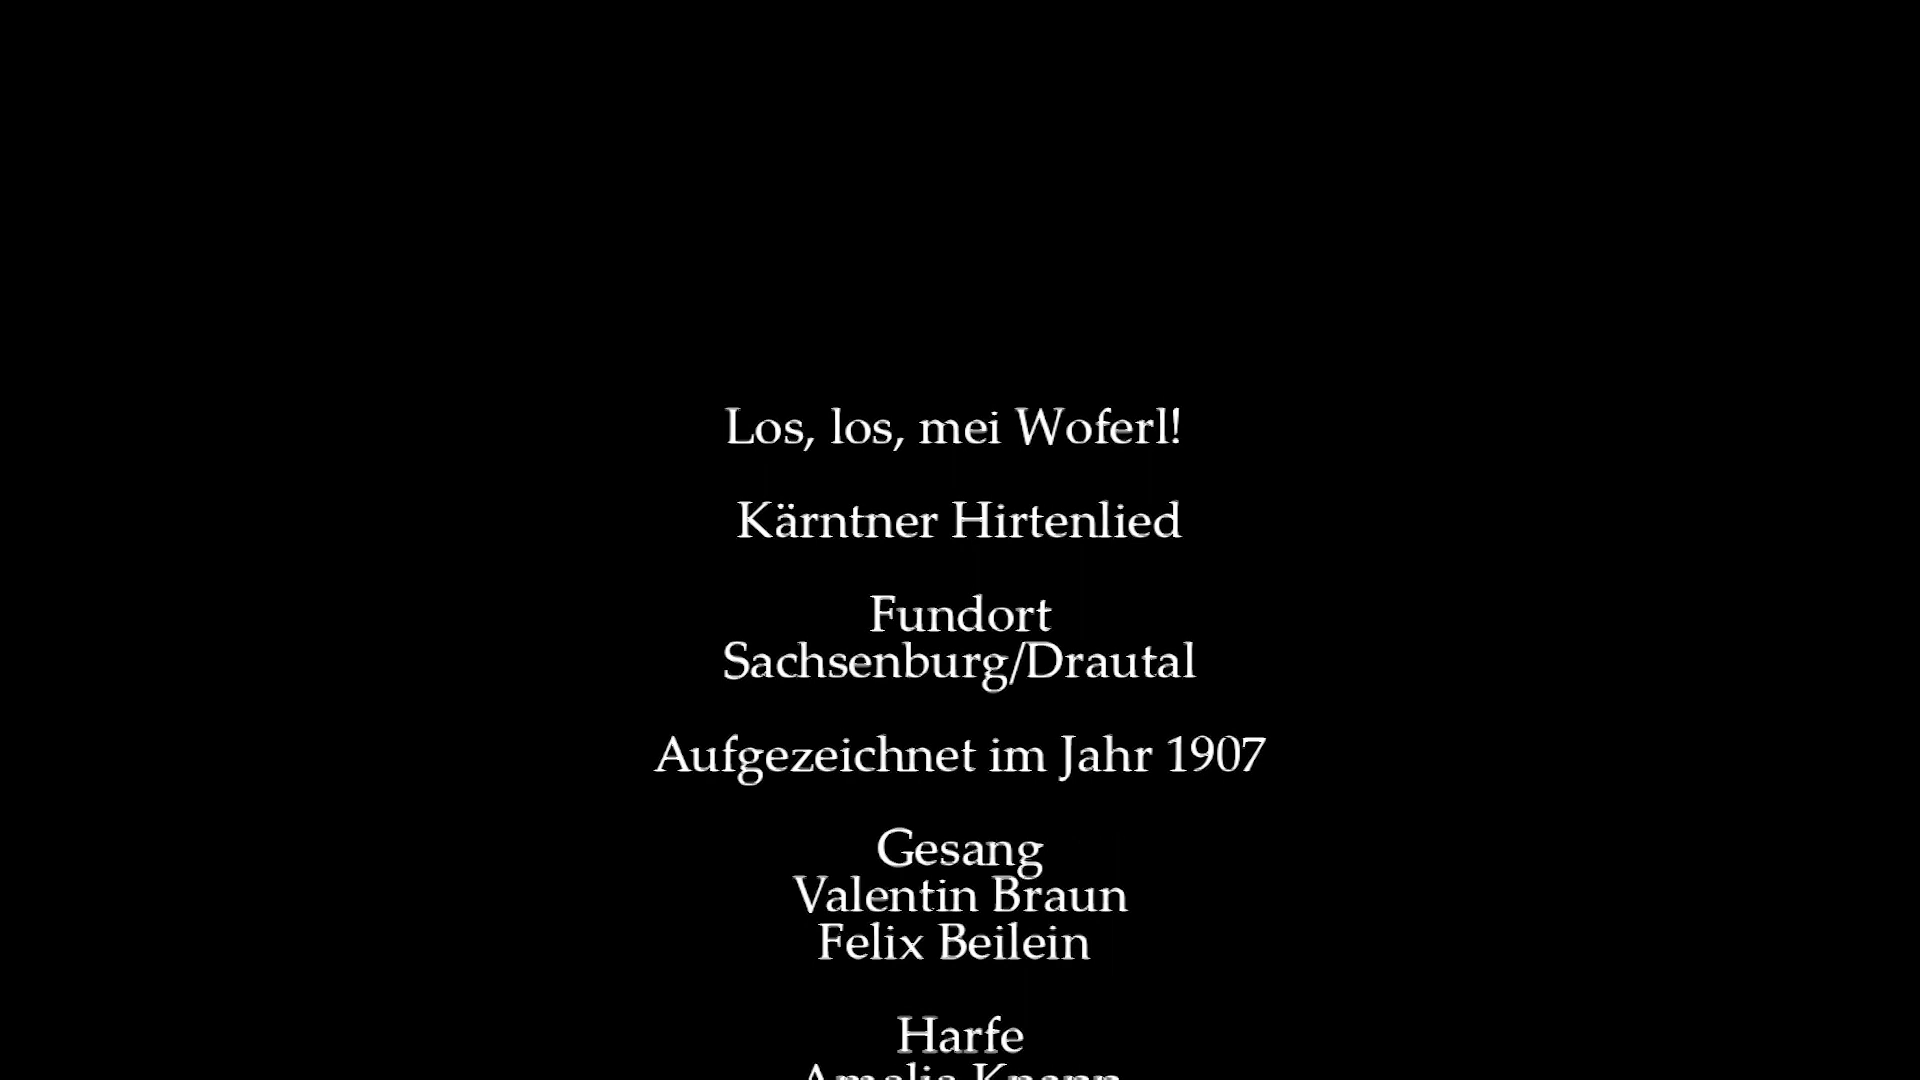 Los, los, mei Woferl!
Kärntner Hirtenlied
Fundort
Sachsenburg/Drautal
Aufgezeichnet im Jahr 1907
Gesang
Valentin Braun
Felix Beilein
Harfe